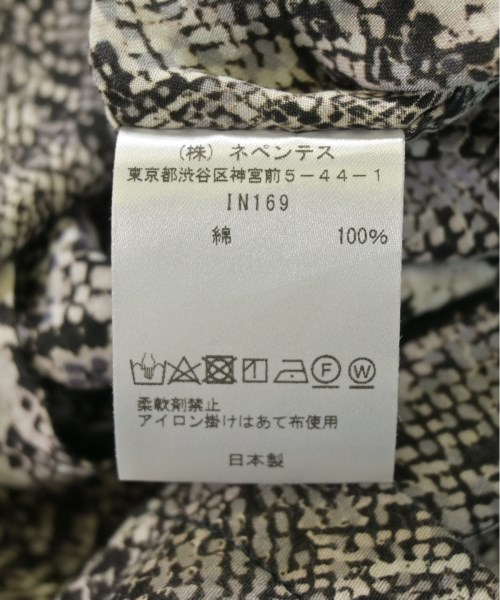 (株) ネペンテス
東京都渋谷区神宮前5-44-1
IN169
綿 100%
F W
柔軟剤禁止
アイロン掛けはあて布使用
日本製